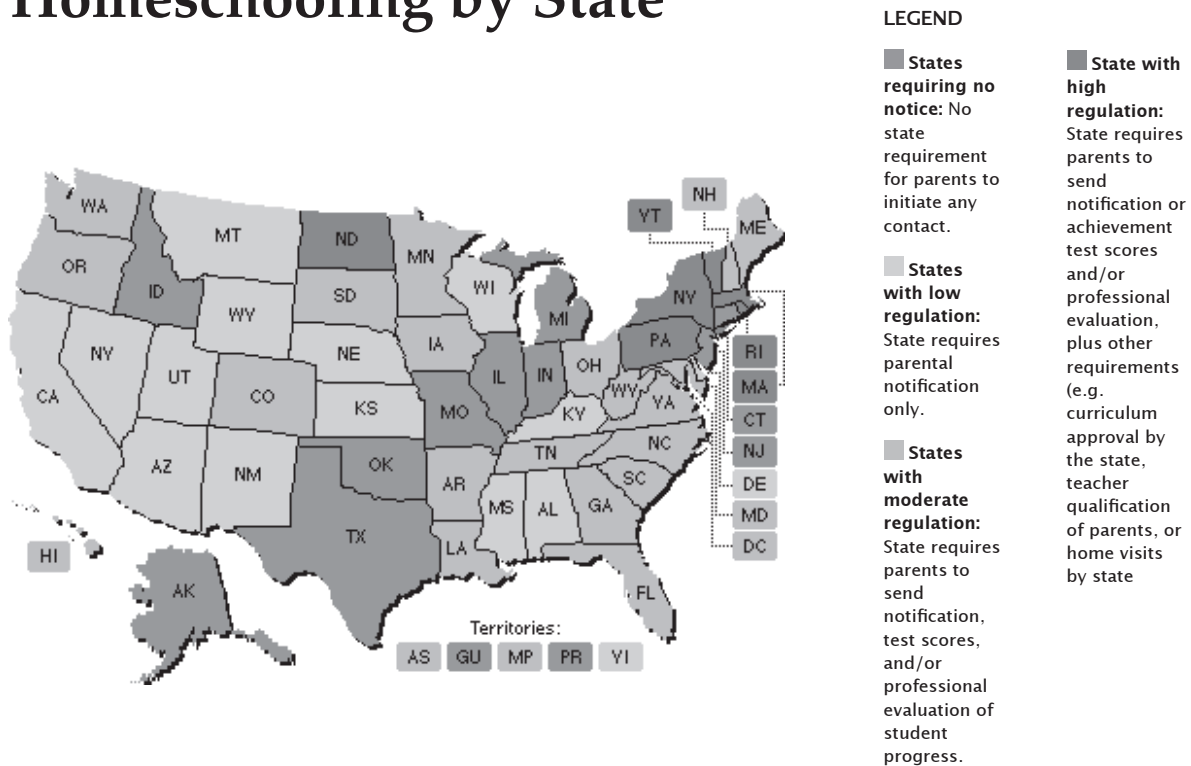 Homeschooling by State
LEGEND
States
requiring no
notice: No
state
requirement
for parents to
initiate any
contact.
States
with low
regulation:
State requires
parental
notification
only.
States
with
moderate
regulation:
State requires
parents to
send
notification,
test scores,
and/or
professional
evaluation of
student
progress.
State with
high
regulation:
State requires
parents to
send
notification or
achievement
test scores
and/or
professional
evaluation,
plus other
requirements
(e.g.
curriculum
approval by
the state,
teacher
qualification
of parents, or
home visits
by state
WA
OR
CA
NV
ID
MT
WY
UT
AZ
CO
NM
ND
SD
NE
KS
OK
TX
MN
IA
MO
AR
LA
WI
IL
MI
IN
OH
KY
TN
MS
AL
GA
FL
SC
NC
VA
WV
PA
NY
VT
NH
ME
RI
MA
CT
NJ
DE
MD
DC
HI
AK
Territories:
AS
GU
MP
PR
VI